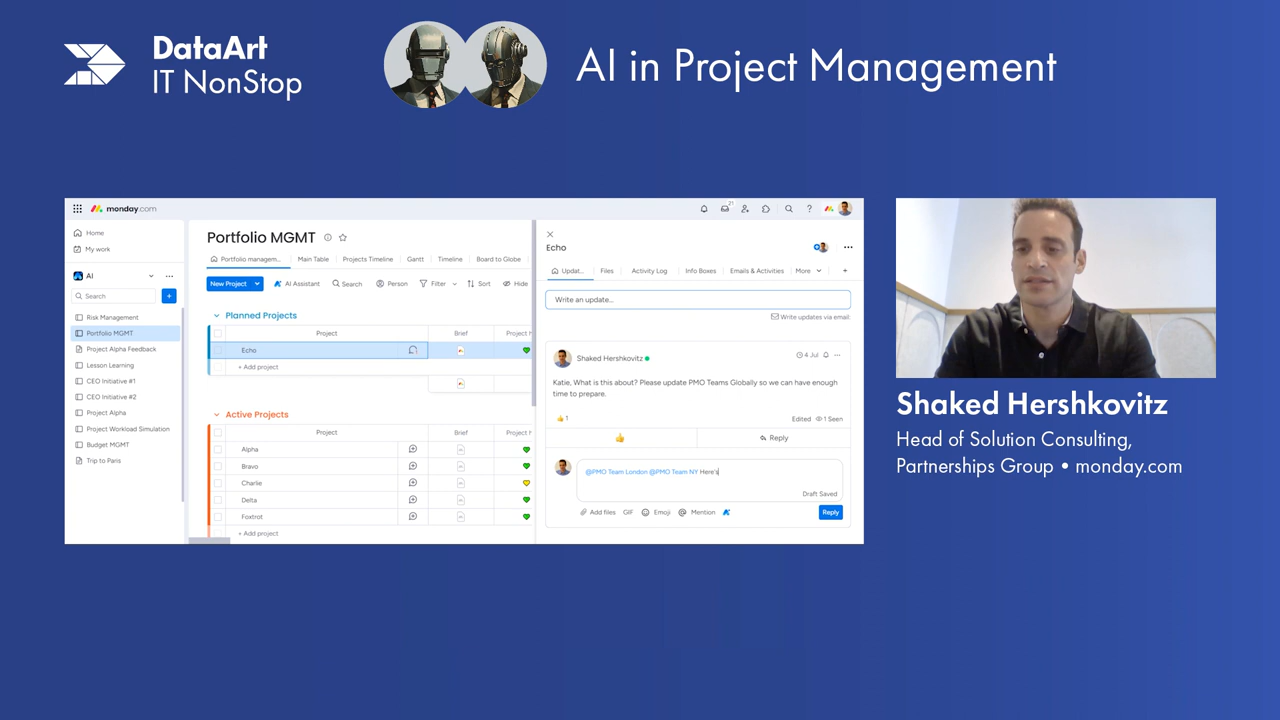 DataArt
IT NonStop
AI in Project Management
monday.com
21
Home
My work
AI
Search
Risk Management
Portfolio MGMT
Project Alpha Feedback
Lesson Learning
CEO Initiative #1
CEO Initiative #2
Project Alpha
Project Workload Simulation
Budget MGMT
Trip to Paris
Portfolio MGMT
Portfolio managem... Main Table Projects Timeline Gantt Timeline Board to Globe
New Project AI Assistant Search Person Filter Sort Hide
Planned Projects
Project Brief Project h
Echo
+ Add project
Active Projects
Project Brief Project h
Alpha
Bravo
Charlie
Delta
Foxtrot
+ Add project
Echo
Updat... Files Activity Log Info Boxes Emails & Activities More +
Write an update...
Write updates via email:
Shaked Hershkovitz 4 Jul
Katie, What is this about? Please update PMO Teams Globally so we can have enough
time to prepare.
1 Edited 1 Seen
Reply
@PMO Team London @PMO Team NY Here's
Draft Saved
Add files GIF Emoji Mention Reply
Shaked Hershkovitz
Head of Solution Consulting,
Partnerships Group • monday.com